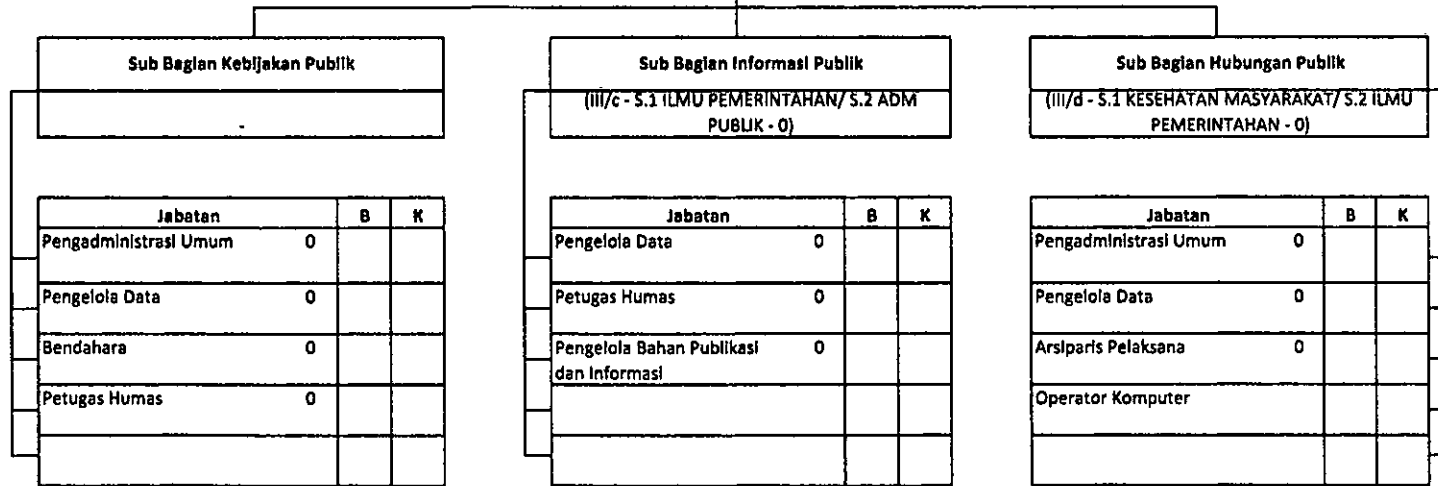 Sub Bagian Kebijakan Publik
-
Jabatan B K
Pengadministrasi Umum 0
Pengelola Data 0
Bendahara 0
Petugas Humas 0
Sub Bagian Informasi Publik
(III/c - S.1 ILMU PEMERINTAHAN/ S.2 ADM
PUBLIK - 0)
Jabatan B K
Pengelola Data 0
Petugas Humas 0
Pengelola Bahan Publikasi 0
dan Informasi
Sub Bagian Hubungan Publik
(III/d - S.1 KESEHATAN MASYARAKAT/ S.2 ILMU
PEMERINTAHAN - 0)
Jabatan B K
Pengadministrasi Umum 0
Pengelola Data 0
Arsiparis Pelaksana 0
Operator Komputer